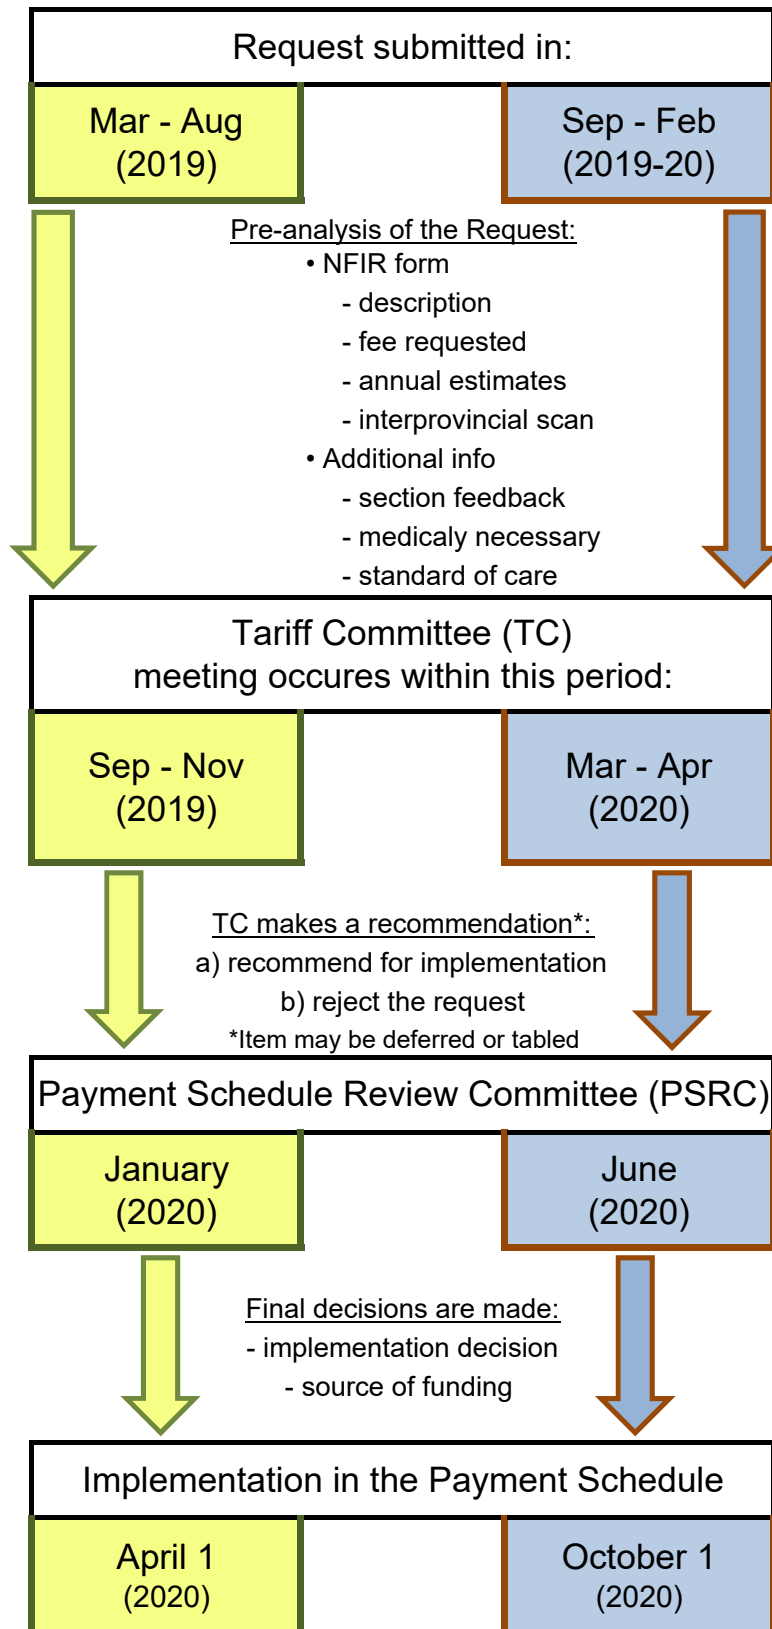 Request submitted in:
Mar - Aug
(2019)
Sep - Feb
(2019-20)
Pre-analysis of the Request:
• NFIR form
- description
- fee requested
- annual estimates
- interprovincial scan
• Additional info
- section feedback
- medicaly necessary
- standard of care
Tariff Committee (TC)
meeting occures within this period:
Sep - Nov
(2019)
Mar - Apr
(2020)
TC makes a recommendation*:
a) recommend for implementation
b) reject the request
*Item may be deferred or tabled
Payment Schedule Review Committee (PSRC)
January
(2020)
June
(2020)
Final decisions are made:
- implementation decision
- source of funding
Implementation in the Payment Schedule
April 1
(2020)
October 1
(2020)